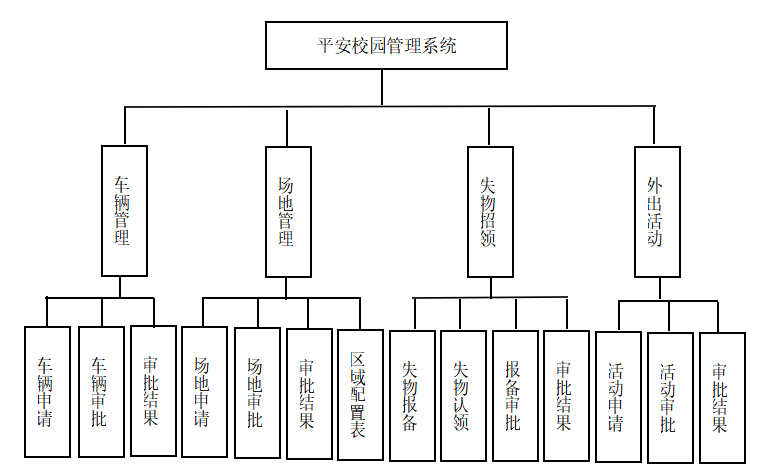 平安校园管理系统
车辆管理
场地管理
失物招领
外出活动
车辆申请
车辆审批
审批结果
场地申请
场地审批
审批结果
区域配置表
失物报备
失物认领
报备审批
审批结果
活动申请
活动审批
审批结果